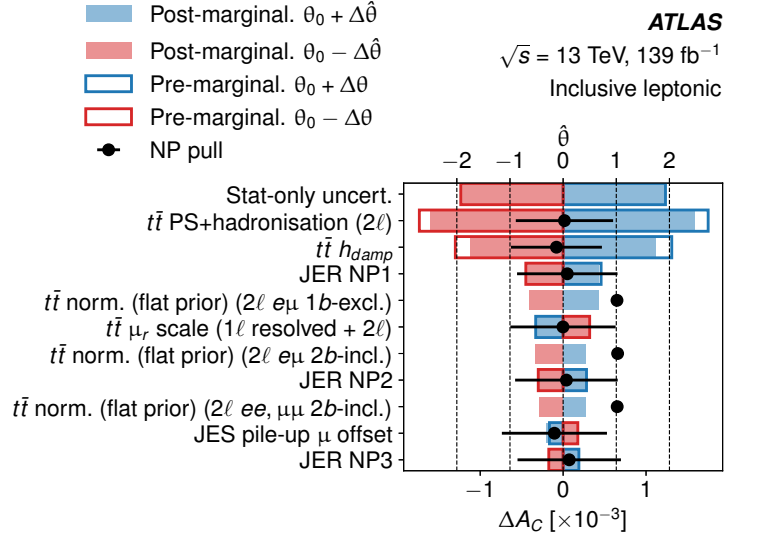 Post-marginal. θ₀ + Δθ̂
Post-marginal. θ₀ − Δθ̂
Pre-marginal. θ₀ + Δθ
Pre-marginal. θ₀ − Δθ
NP pull
ATLAS
√s = 13 TeV, 139 fb⁻¹
Inclusive leptonic
θ̂
−2 −1 0 1 2
Stat-only uncert.
tt̄ PS+hadronisation (2ℓ)
tt̄ h_damp
JER NP1
tt̄ norm. (flat prior) (2ℓ eμ 1b-excl.)
tt̄ μᵣ scale (1ℓ resolved + 2ℓ)
tt̄ norm. (flat prior) (2ℓ eμ 2b-incl.)
JER NP2
tt̄ norm. (flat prior) (2ℓ ee, μμ 2b-incl.)
JES pile-up μ offset
JER NP3
−1 0 1
ΔA_C [×10⁻³]